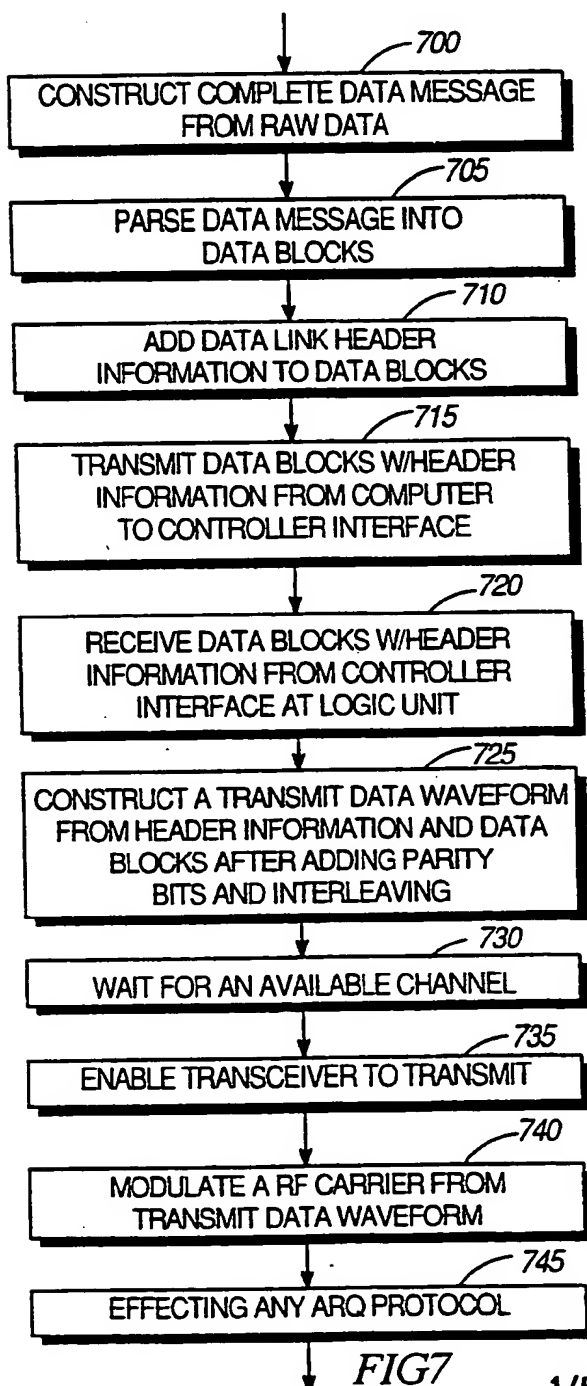 700
CONSTRUCT COMPLETE DATA MESSAGE
FROM RAW DATA
705
PARSE DATA MESSAGE INTO
DATA BLOCKS
710
ADD DATA LINK HEADER
INFORMATION TO DATA BLOCKS
715
TRANSMIT DATA BLOCKS W/HEADER
INFORMATION FROM COMPUTER
TO CONTROLLER INTERFACE
720
RECEIVE DATA BLOCKS W/HEADER
INFORMATION FROM CONTROLLER
INTERFACE AT LOGIC UNIT
725
CONSTRUCT A TRANSMIT DATA WAVEFORM
FROM HEADER INFORMATION AND DATA
BLOCKS AFTER ADDING PARITY
BITS AND INTERLEAVING
730
WAIT FOR AN AVAILABLE CHANNEL
735
ENABLE TRANSCEIVER TO TRANSMIT
740
MODULATE A RF CARRIER FROM
TRANSMIT DATA WAVEFORM
745
EFFECTING ANY ARQ PROTOCOL
FIG7